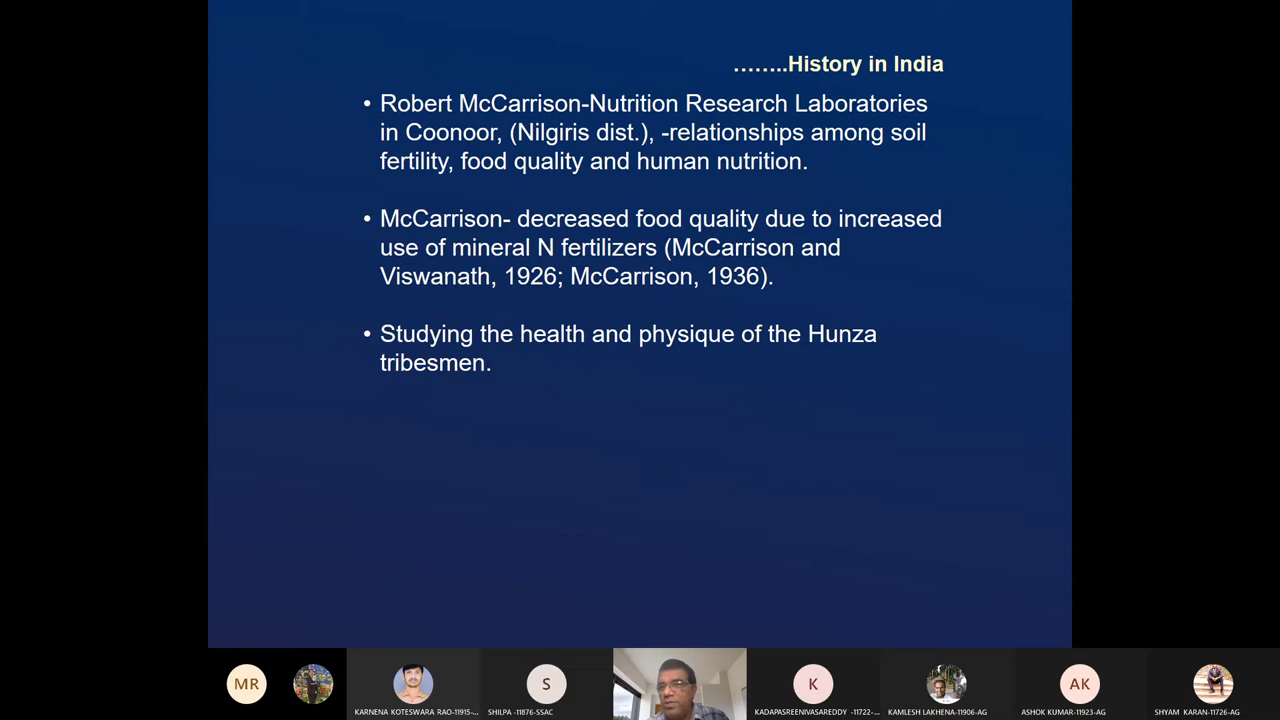 ……..History in India
• Robert McCarrison-Nutrition Research Laboratories
in Coonoor, (Nilgiris dist.), -relationships among soil
fertility, food quality and human nutrition.
• McCarrison- decreased food quality due to increased
use of mineral N fertilizers (McCarrison and
Viswanath, 1926; McCarrison, 1936).
• Studying the health and physique of the Hunza
tribesmen.
MR
S
K
AK
KARNENA KOTESWARA RAO-11915-...
SHILPA -11876-SSAC
KADAPASREENIVASAREDDY -11722-...
KAMLESH LAKHENA-11906-AG
ASHOK KUMAR-11923-AG
SHYAM KARAN-11726-AG